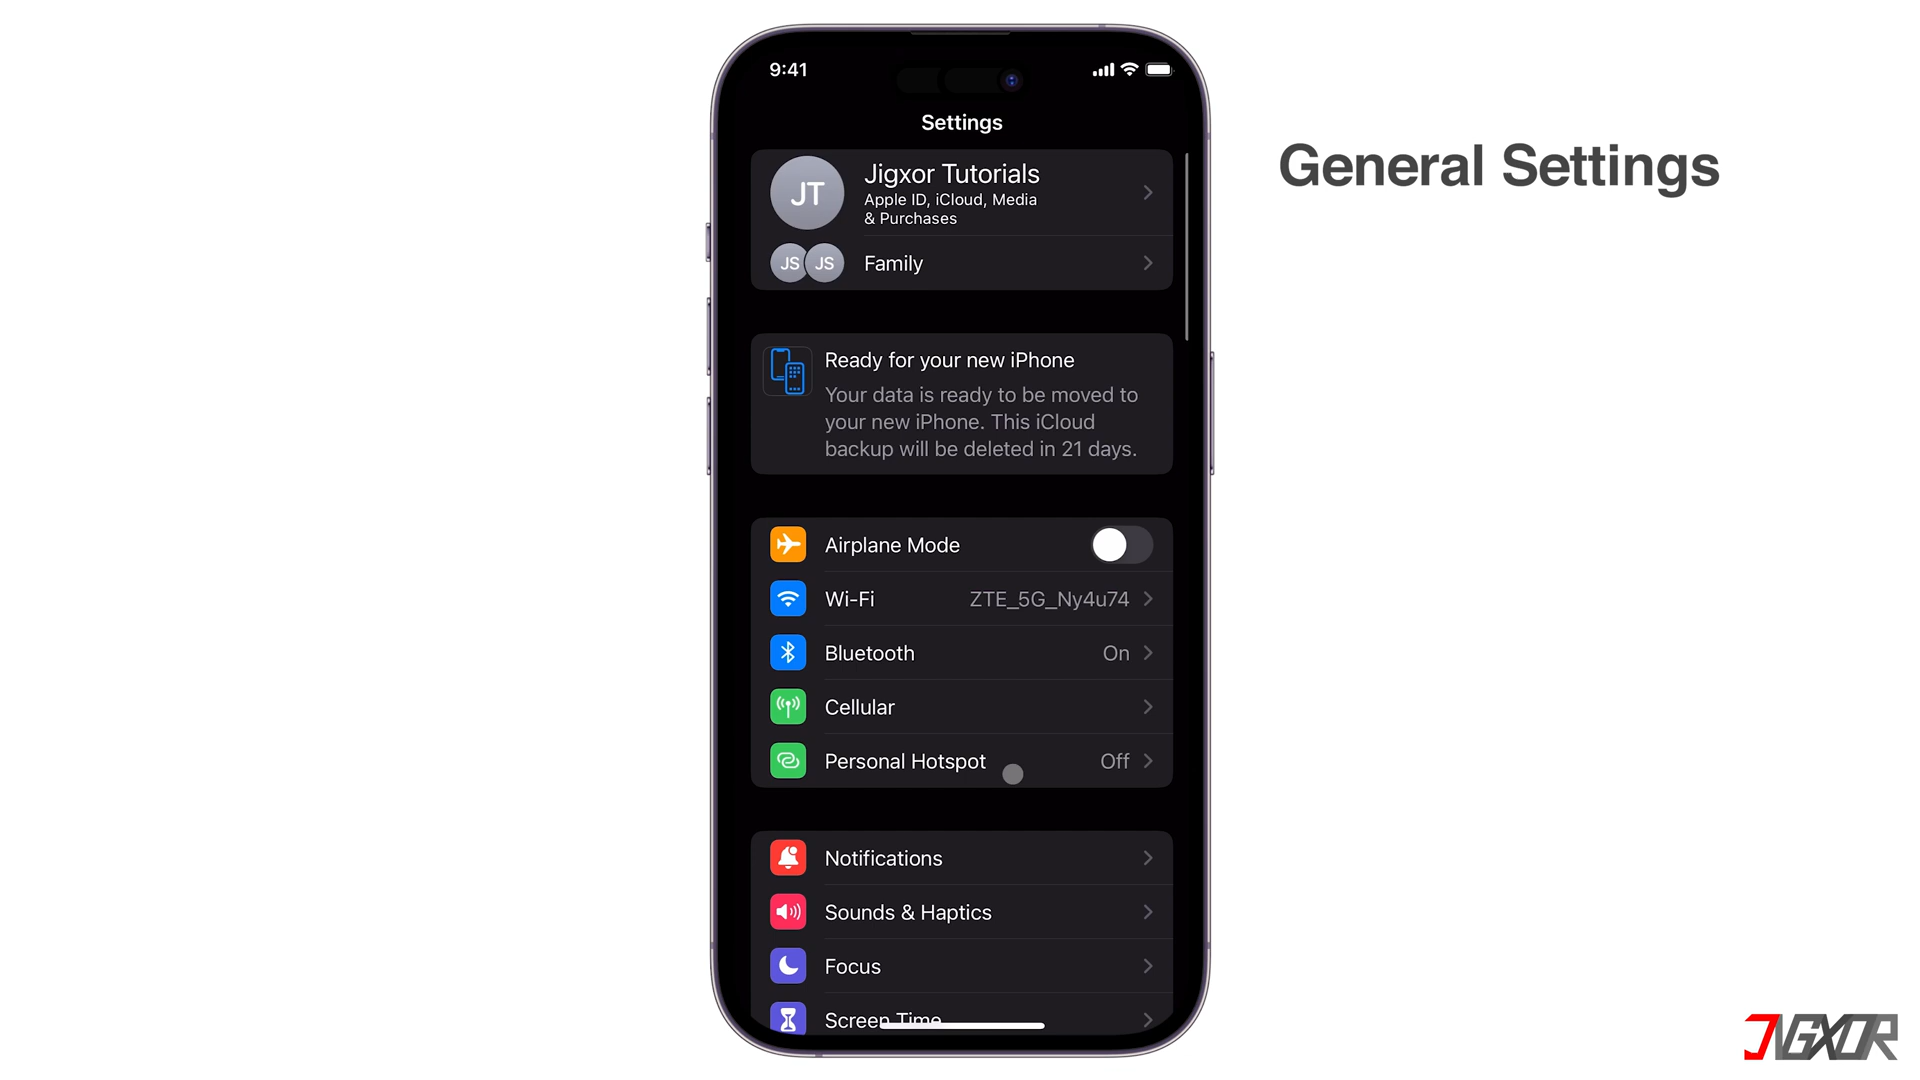 9:41
Settings
General Settings
JT
Jigxor Tutorials
Apple ID, iCloud, Media
& Purchases
JS JS Family
Ready for your new iPhone
Your data is ready to be moved to
your new iPhone. This iCloud
backup will be deleted in 21 days.
Airplane Mode
Wi-Fi ZTE_5G_Ny4u74
Bluetooth On
Cellular
Personal Hotspot Off
Notifications
Sounds & Haptics
Focus
Screen Time
JIGXOR